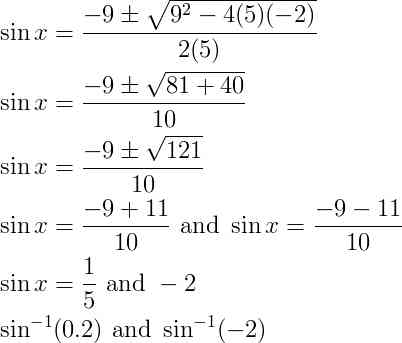 sin x = (-9 ± √(9² − 4(5)(−2))) / 2(5)
sin x = (-9 ± √(81 + 40)) / 10
sin x = (-9 ± √121) / 10
sin x = (-9 + 11) / 10 and sin x = (-9 − 11) / 10
sin x = 1/5 and −2
sin⁻¹(0.2) and sin⁻¹(−2)